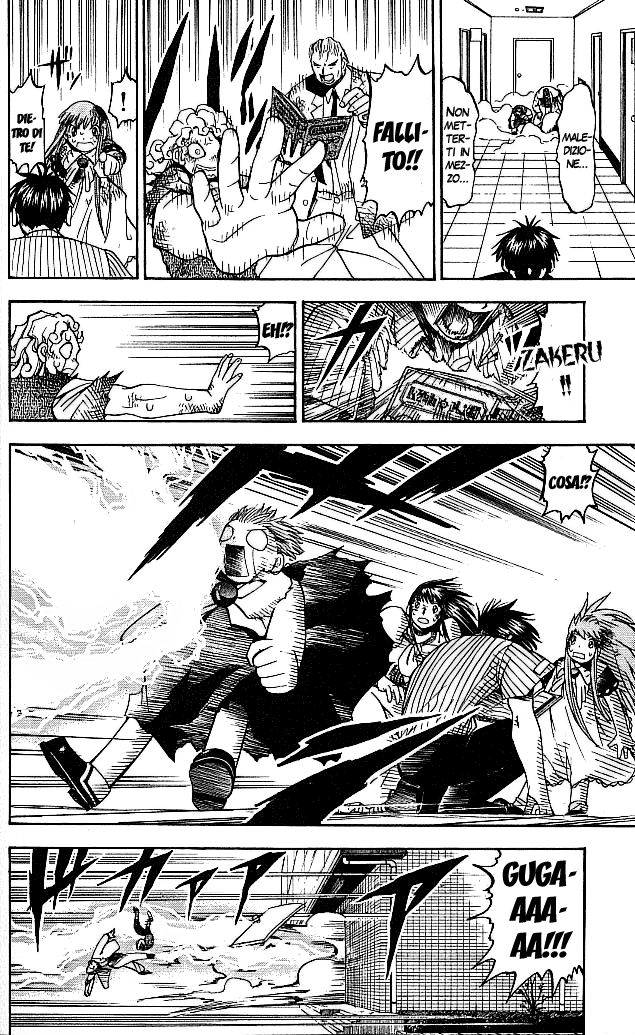 MALE-
DIZIO-
NE...
NON
MET-
TER-
TI IN
MEZ-
ZO...
FALLI-
TO!!
!
DIE-
TRO DI
TE!
ZAKERU
!!
EH!?
COSA!?
GUGA-
AAA-
AA!!!